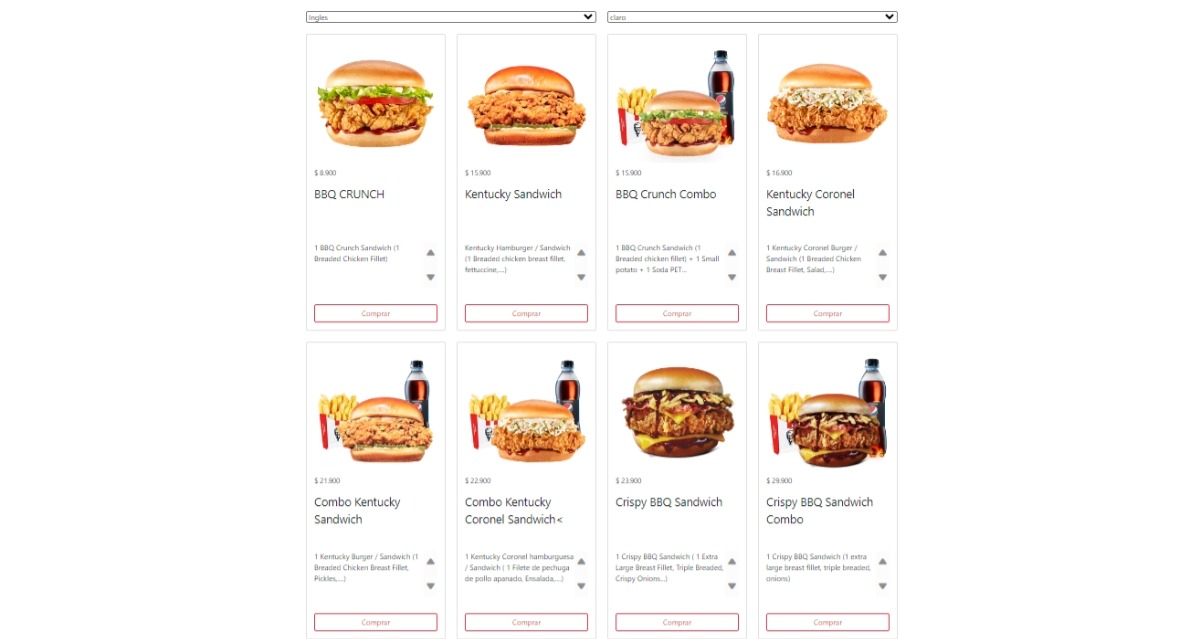 Ingles
claro
$ 8.900
BBQ CRUNCH
1 BBQ Crunch Sandwich (1
Breaded Chicken Fillet)
Comprar
$ 15.900
Kentucky Sandwich
Kentucky Hamburger / Sandwich
(1 Breaded chicken breast fillet,
fettuccine,...)
Comprar
$ 15.900
BBQ Crunch Combo
1 BBQ Crunch Sandwich (1
Breaded chicken fillet) + 1 Small
potato + 1 Soda PET...
Comprar
$ 16.900
Kentucky Coronel
Sandwich
1 Kentucky Coronel Burger /
Sandwich (1 Breaded Chicken
Breast Fillet, Salad,...)
Comprar
$ 21.900
Combo Kentucky
Sandwich
1 Kentucky Burger / Sandwich (1
Breaded Chicken Breast Fillet,
Pickles,...)
Comprar
$ 22.900
Combo Kentucky
Coronel Sandwich<
1 Kentucky Coronel hamburguesa
/ Sandwich ( 1 Filete de pechuga
de pollo apanado, Ensalada,...)
Comprar
$ 23.900
Crispy BBQ Sandwich
1 Crispy BBQ Sandwich ( 1 Extra
Large Breast Fillet, Triple Breaded,
Crispy Onions...)
Comprar
$ 29.900
Crispy BBQ Sandwich
Combo
1 Crispy BBQ Sandwich (1 extra
large breast fillet, triple breaded,
onions)
Comprar